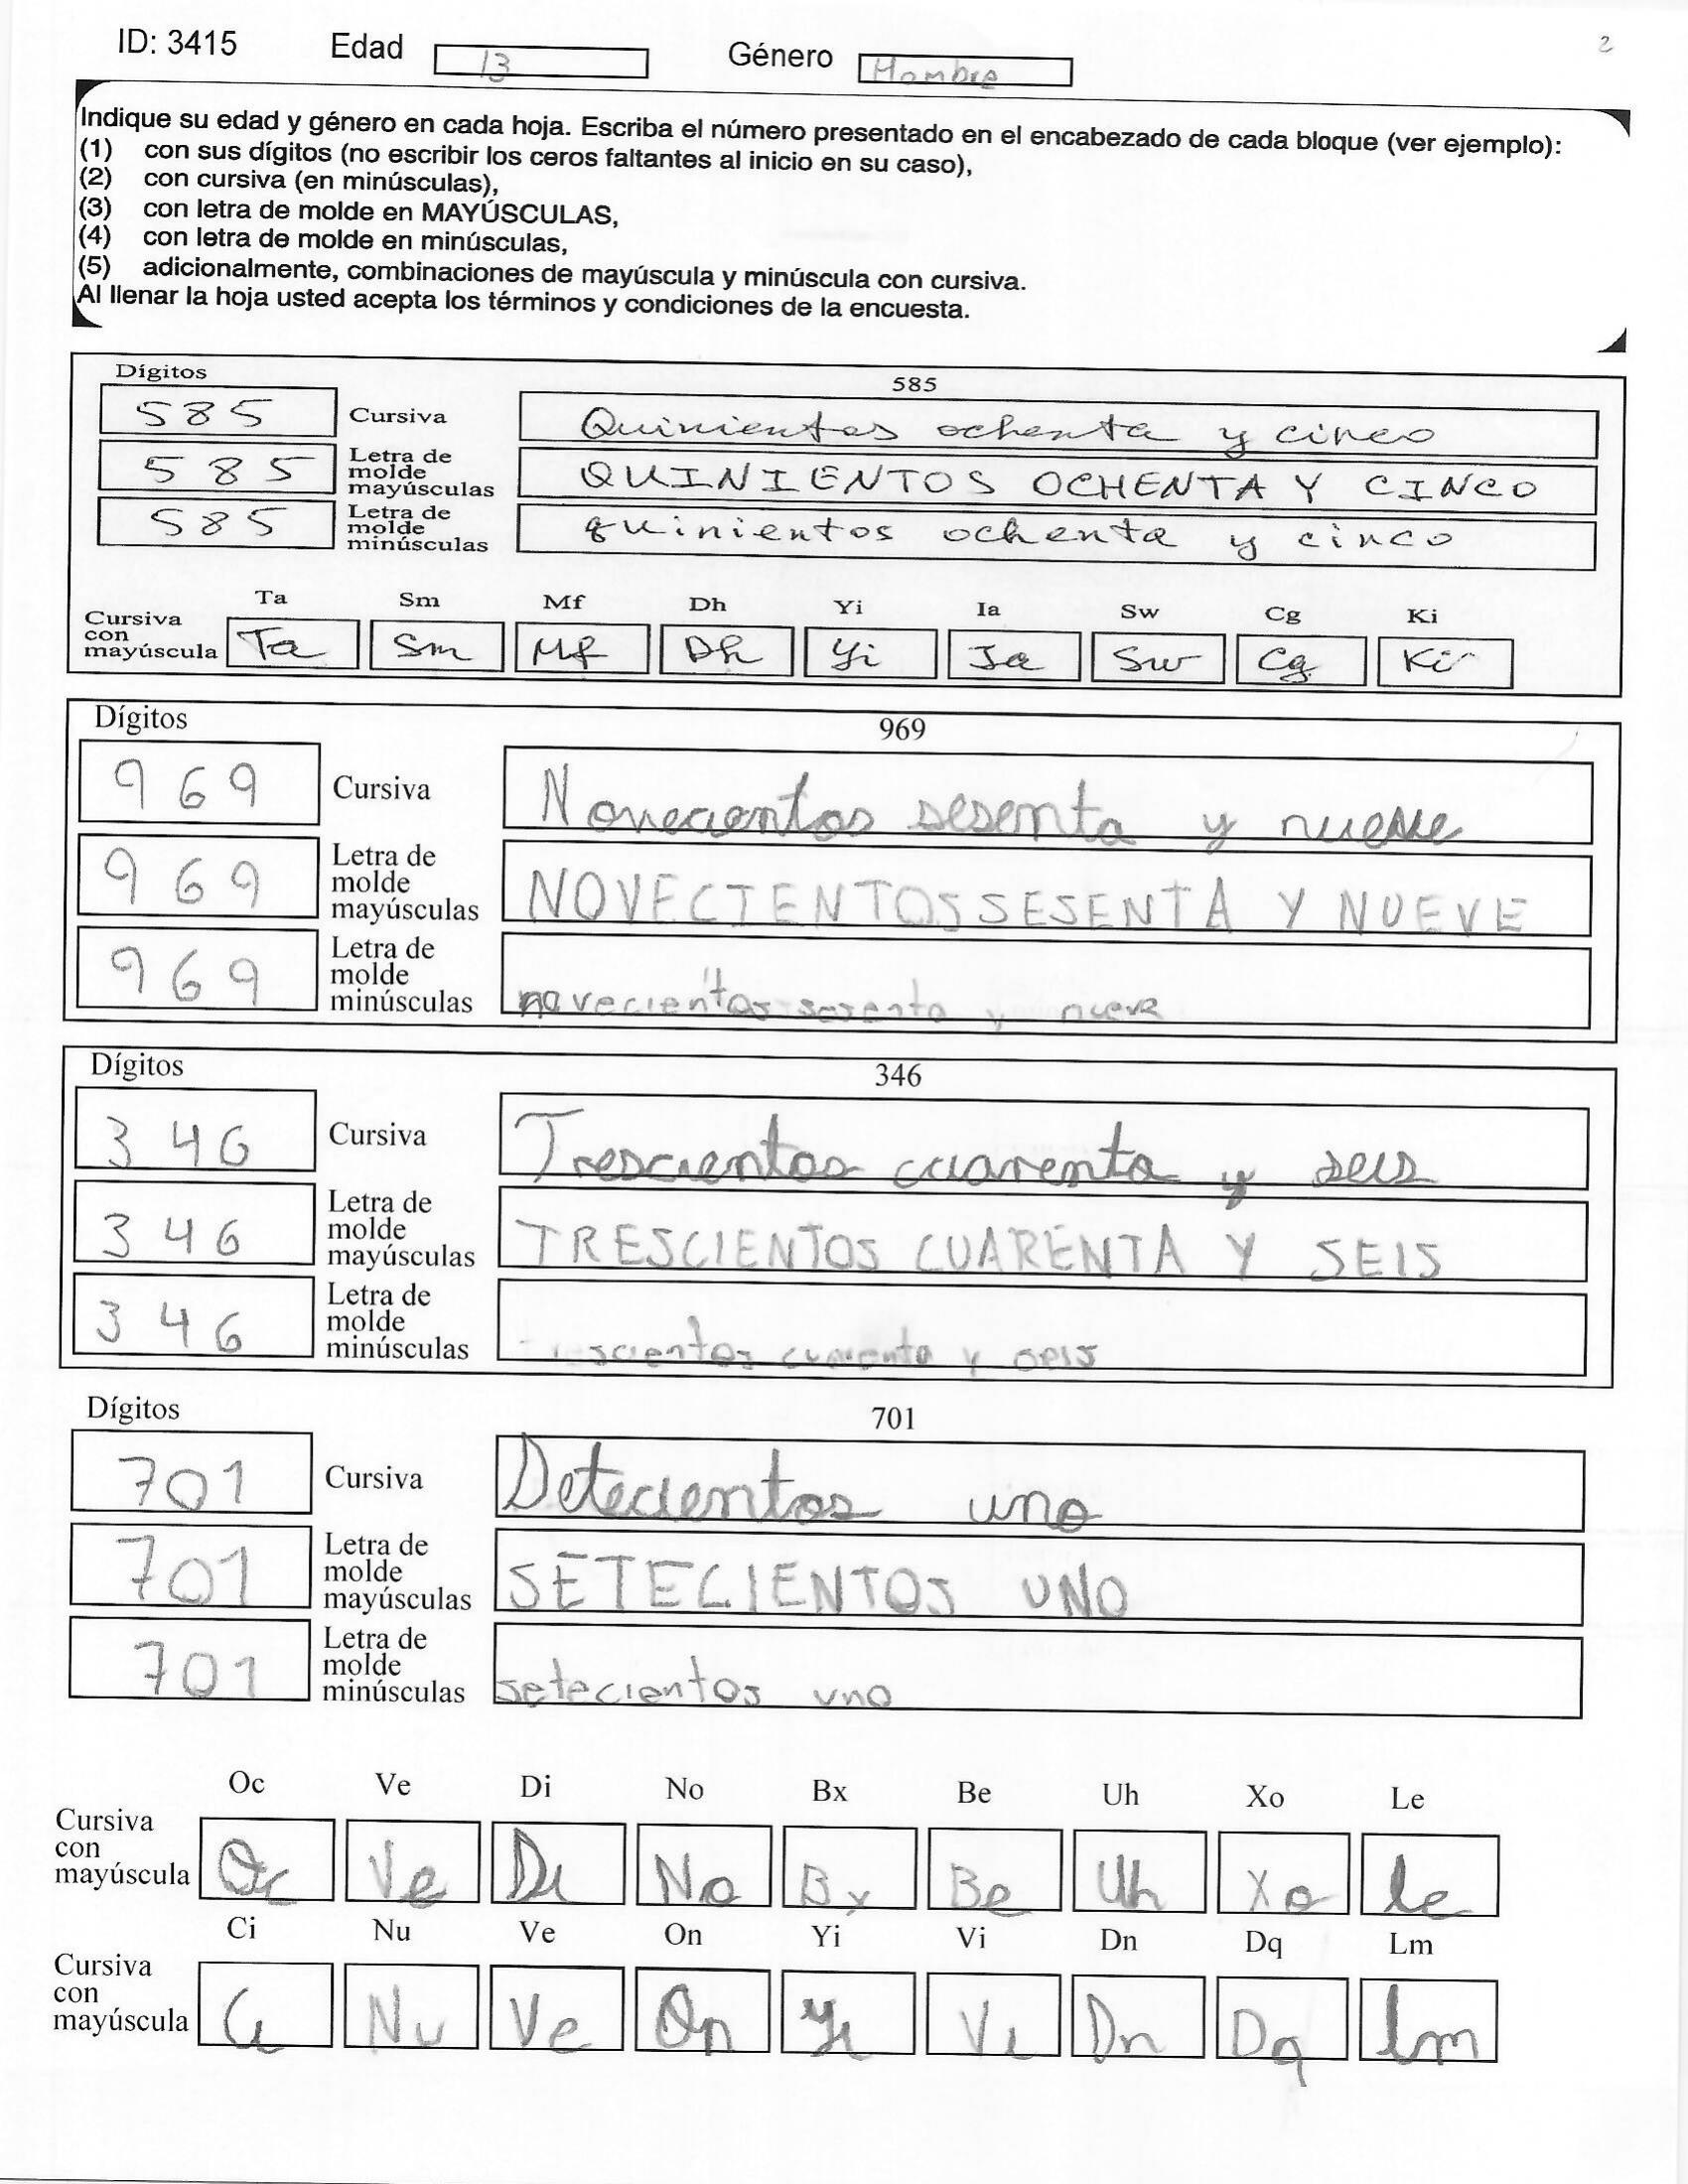 ID: 3415 Edad 13 Género Hombre 2
Indique su edad y género en cada hoja. Escriba el número presentado en el encabezado de cada bloque (ver ejemplo):
(1) con sus dígitos (no escribir los ceros faltantes al inicio en su caso),
(2) con cursiva (en minúsculas),
(3) con letra de molde en MAYÚSCULAS,
(4) con letra de molde en minúsculas,
(5) adicionalmente, combinaciones de mayúscula y minúscula con cursiva.
Al llenar la hoja usted acepta los términos y condiciones de la encuesta.
Dígitos 585
585 Cursiva Quinientos ochenta y cinco
585 Letra de molde mayúsculas QUINIENTOS OCHENTA Y CINCO
585 Letra de molde minúsculas quinientos ochenta y cinco
Ta Sm Mf Dh Yi Ia Sw Cg Ki
Cursiva con mayúscula Ta Sm Mf Dh Yi Ia Sw Cg Ki
Dígitos 969
969 Cursiva Novecientos sesenta y nueve
969 Letra de molde mayúsculas NOVECIENTOS SESENTA Y NUEVE
969 Letra de molde minúsculas novecientos sesenta y nueve
Dígitos 346
346 Cursiva Trescientos cuarenta y seis
346 Letra de molde mayúsculas TRESCIENTOS CUARENTA Y SEIS
346 Letra de molde minúsculas cuarenta y seis
Dígitos 701
701 Cursiva Setecientos uno
701 Letra de molde mayúsculas SETECIENTOS UNO
701 Letra de molde minúsculas setecientos uno
Oc Ve Di No Bx Be Uh Xo Le
Cursiva con mayúscula Oc Ve Di No Bx Be Uh Xo le
Ci Nu Ve On Yi Vi Dn Dq Lm
Cursiva con mayúscula Ci Nu Ve On Yi Vi Dn Dq lm